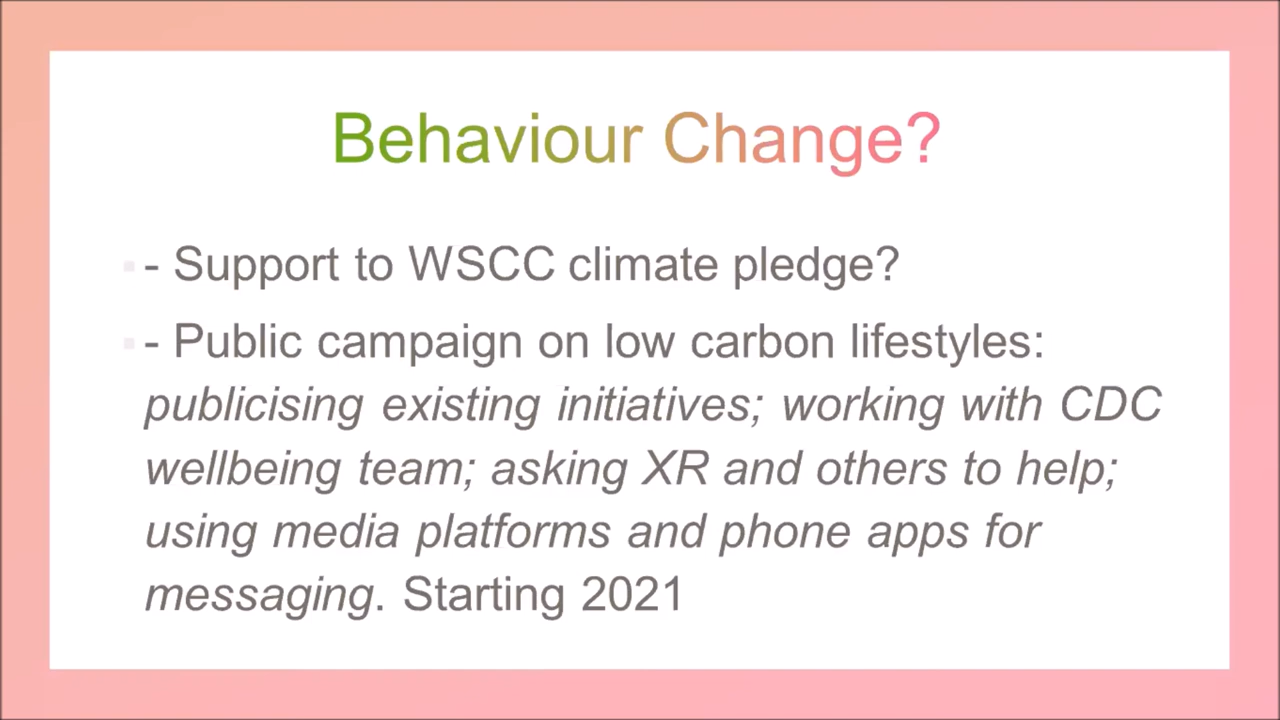 Behaviour Change?
- Support to WSCC climate pledge?
- Public campaign on low carbon lifestyles:
publicising existing initiatives; working with CDC
wellbeing team; asking XR and others to help;
using media platforms and phone apps for
messaging. Starting 2021